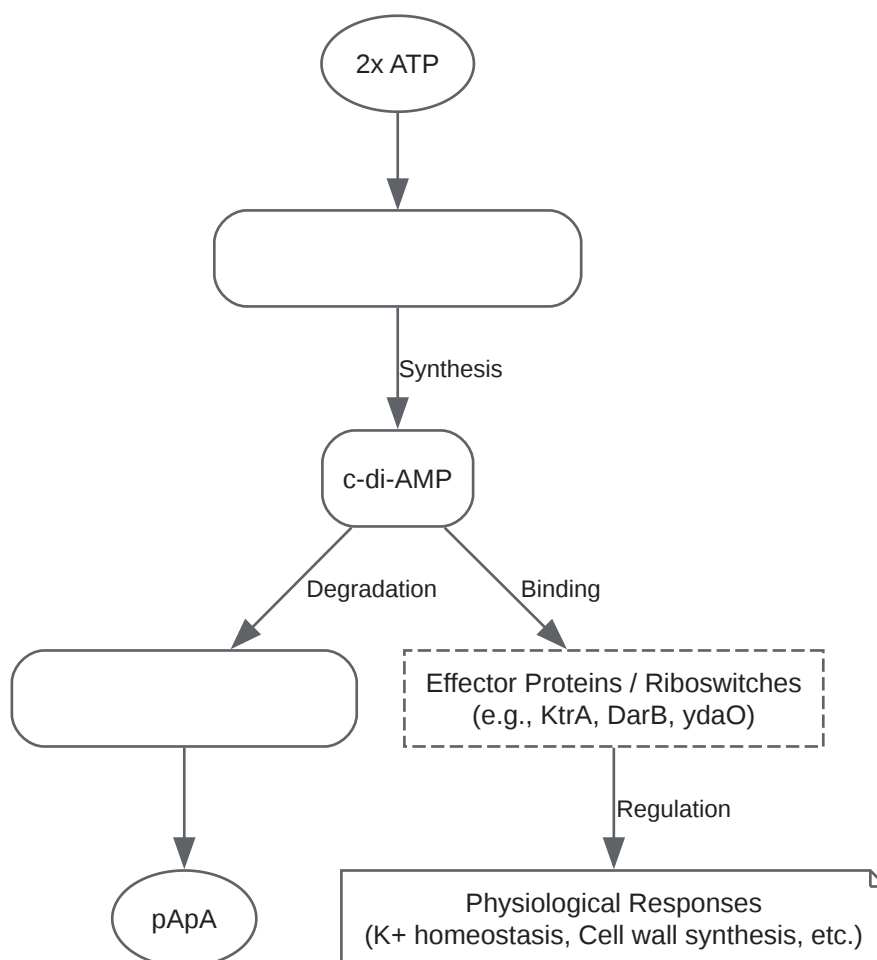 2x ATP
Synthesis
c-di-AMP
Degradation
Binding
Effector Proteins / Riboswitches
(e.g., KtrA, DarB, ydaO)
Regulation
pApA
Physiological Responses
(K+ homeostasis, Cell wall synthesis, etc.)